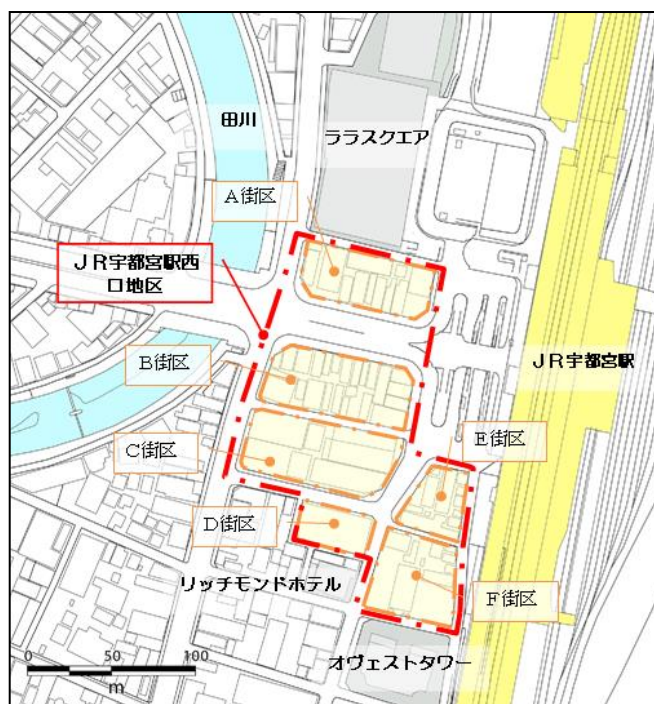 田川
ララスクエア
A街区
JR宇都宮駅西
口地区
B街区
JR宇都宮駅
E街区
C街区
D街区
リッチモンドホテル
F街区
オヴェストタワー
0 50 100
m